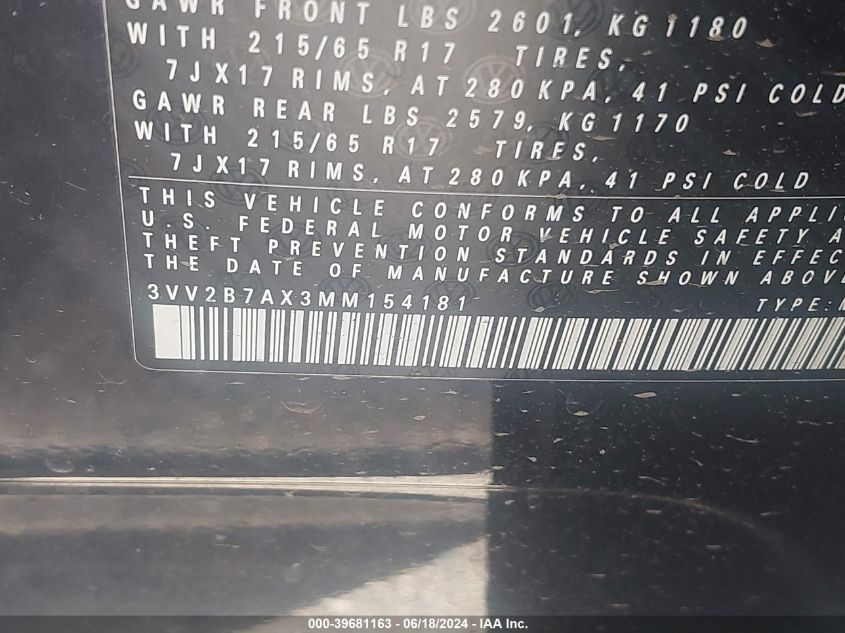 GAWR FRONT LBS 2601, KG 1180
WITH 215/65 R17 TIRES,
7JX17 RIMS, AT 280 KPA, 41 PSI COLD
GAWR REAR LBS 2579, KG1170
WITH 215/65 R17 TIRES,
7JX17 RIMS, AT 280 KPA, 41 PSI COLD
THIS VEHICLE CONFORMS TO ALL APPLI
U.S. FEDERAL MOTOR VEHICLE SAFETY A
THEFT PREVENTION STANDARDS IN EFFEC
THE DATE OF MANUFACTURE SHOWN ABOV
3VV2B7AX3MM154181 TYPE:
000-39681163 - 06/18/2024 - IAA Inc.